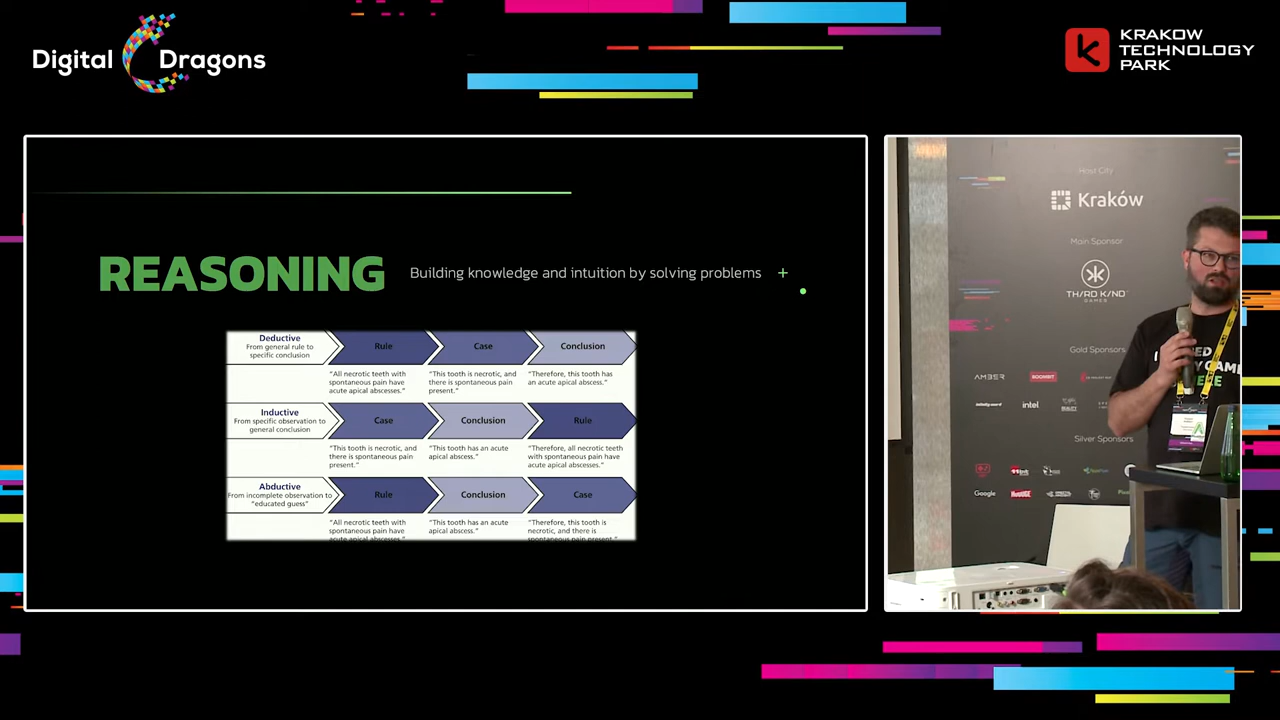 Digital Dragons
KRAKOW
TECHNOLOGY
PARK
REASONING
Building knowledge and intuition by solving problems
Deductive
From general rule to
specific conclusion
Rule
Case
Conclusion
"All necrotic teeth with
spontaneous pain have
acute apical abscesses."
"This tooth is necrotic, and
there is spontaneous pain
present."
"Therefore, this tooth has
an acute apical abscess."
Inductive
From specific observation to
general conclusion
Case
Conclusion
Rule
"This tooth is necrotic, and
there is spontaneous pain
present."
"This tooth has an acute
apical abscess."
"Therefore, all necrotic teeth
with spontaneous pain have
acute apical abscesses."
Abductive
From incomplete observation to
"educated guess"
Rule
Conclusion
Case
"All necrotic teeth with
spontaneous pain have
acute apical abscesses."
"This tooth has an acute
apical abscess."
"Therefore, this tooth is
necrotic, and there is
spontaneous pain present."
Host City
Kraków
Main Sponsor
TH/RD K/ND
GAMES
Gold Sponsors
AMBER
BOOMBIT
intel
Silver Sponsors
Google
HUUUGE